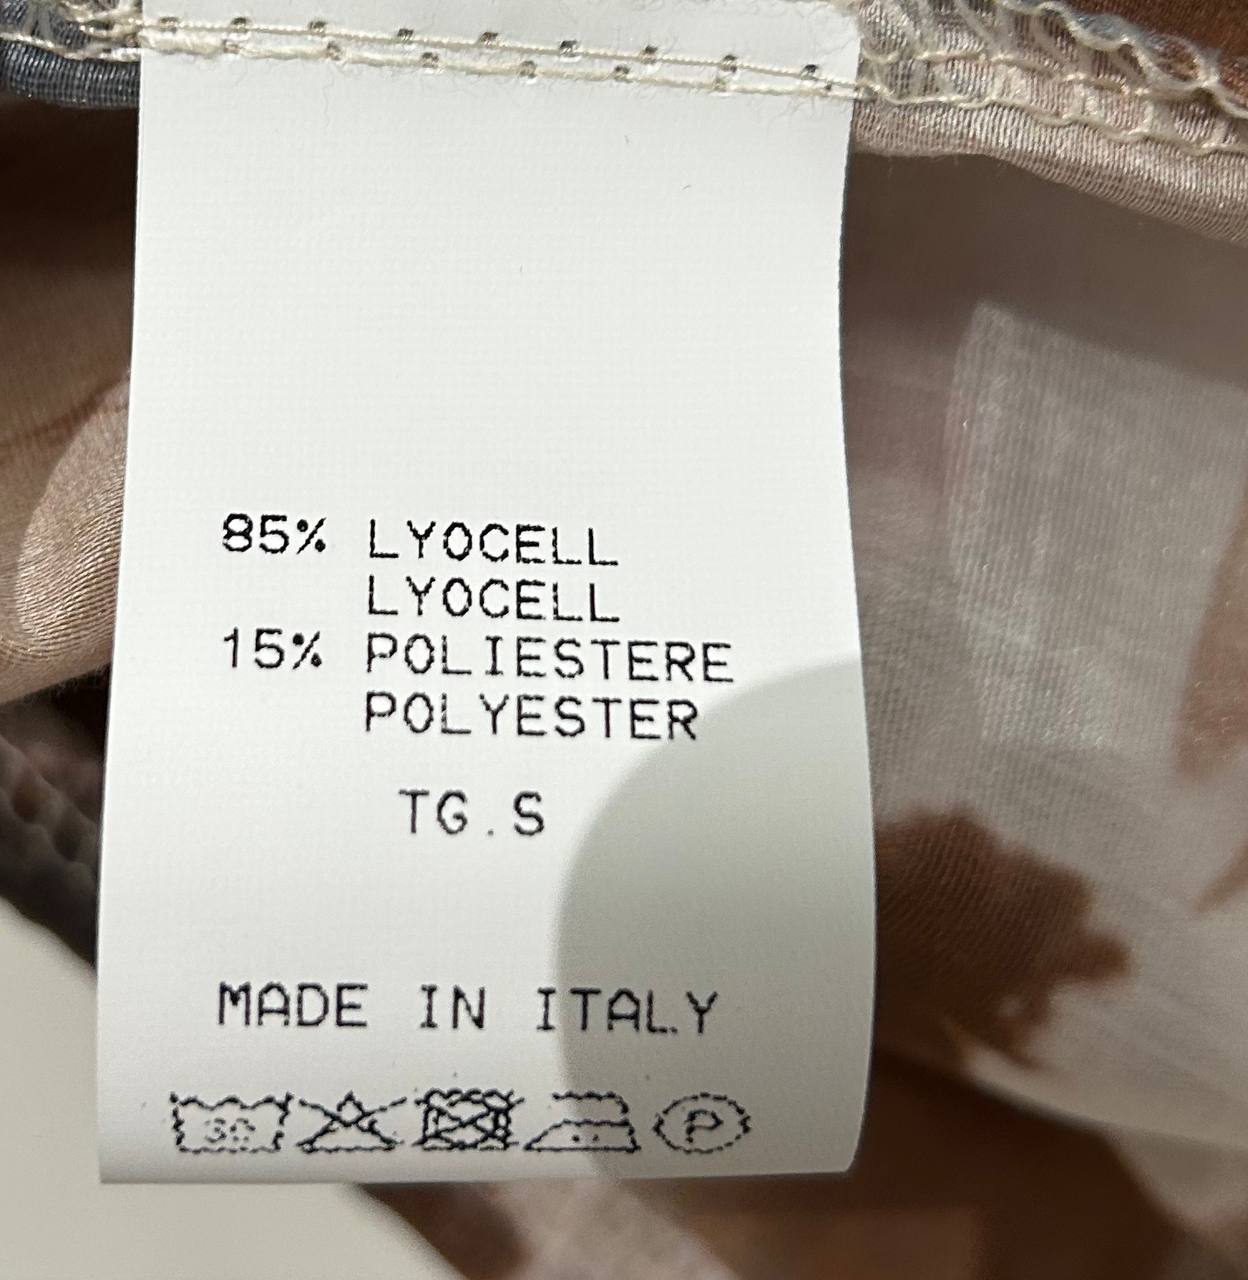 85% LYOCELL
LYOCELL
15% POLIESTERE
POLYESTER
TG.S
MADE IN ITALY
30 P